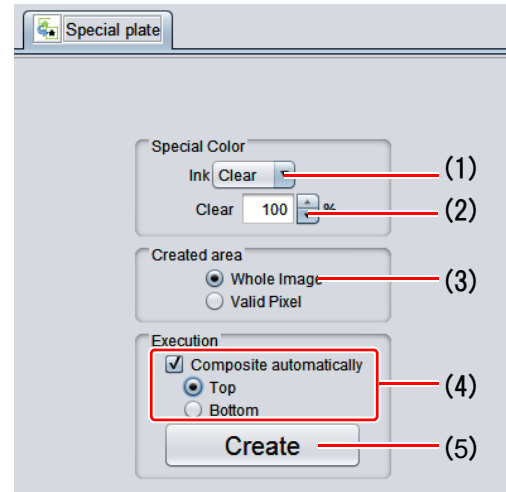 Special plate
Special Color
Ink Clear (1)
Clear 100 % (2)
Created area
Whole Image (3)
Valid Pixel
Execution
Composite automatically
Top (4)
Bottom
Create (5)